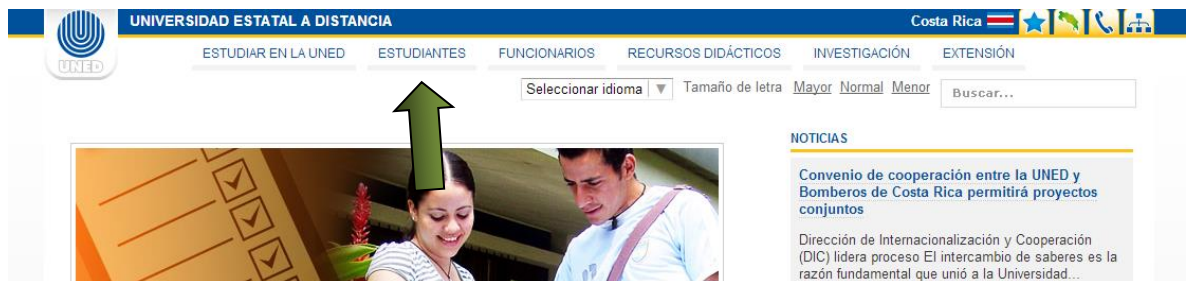 UNIVERSIDAD ESTATAL A DISTANCIA
Costa Rica
UNED
ESTUDIAR EN LA UNED ESTUDIANTES FUNCIONARIOS RECURSOS DIDÁCTICOS INVESTIGACIÓN EXTENSIÓN
Seleccionar idioma Tamaño de letra Mayor Normal Menor Buscar...
NOTICIAS
Convenio de cooperación entre la UNED y
Bomberos de Costa Rica permitirá proyectos
conjuntos
Dirección de Internacionalización y Cooperación
(DIC) lidera proceso El intercambio de saberes es la
razón fundamental que unió a la Universidad...